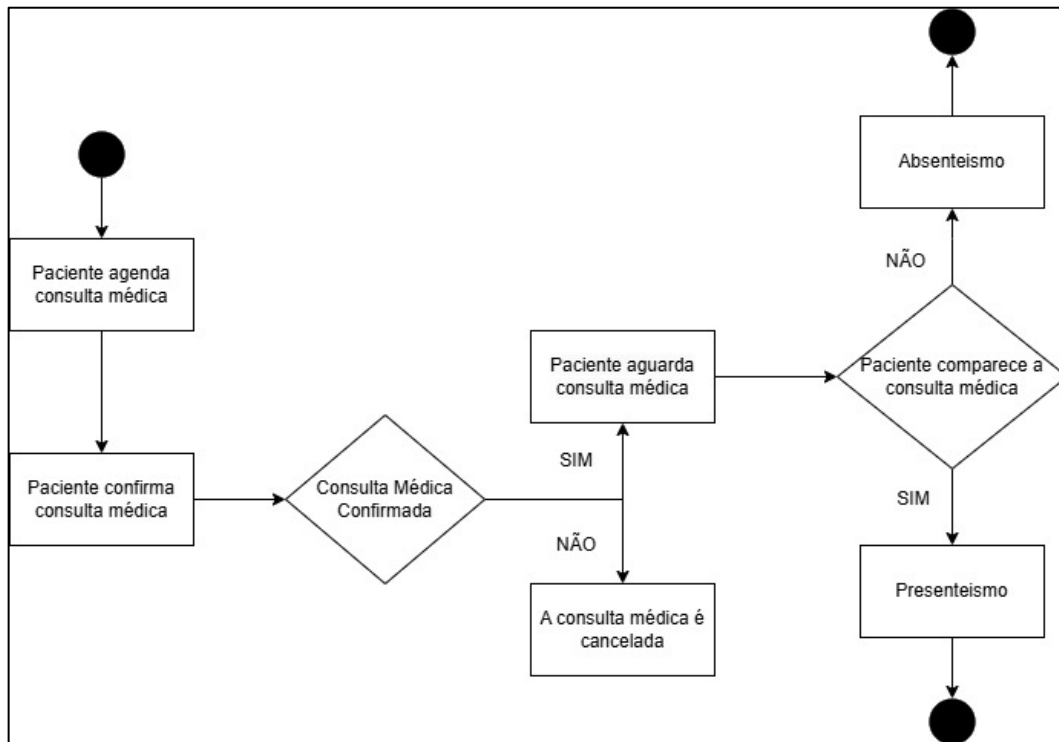 Paciente agenda
consulta médica
Paciente confirma
consulta médica
Consulta Médica
Confirmada
SIM
NÃO
Paciente aguarda
consulta médica
A consulta médica é
cancelada
Paciente comparece a
consulta médica
NÃO
Absenteismo
SIM
Presenteismo